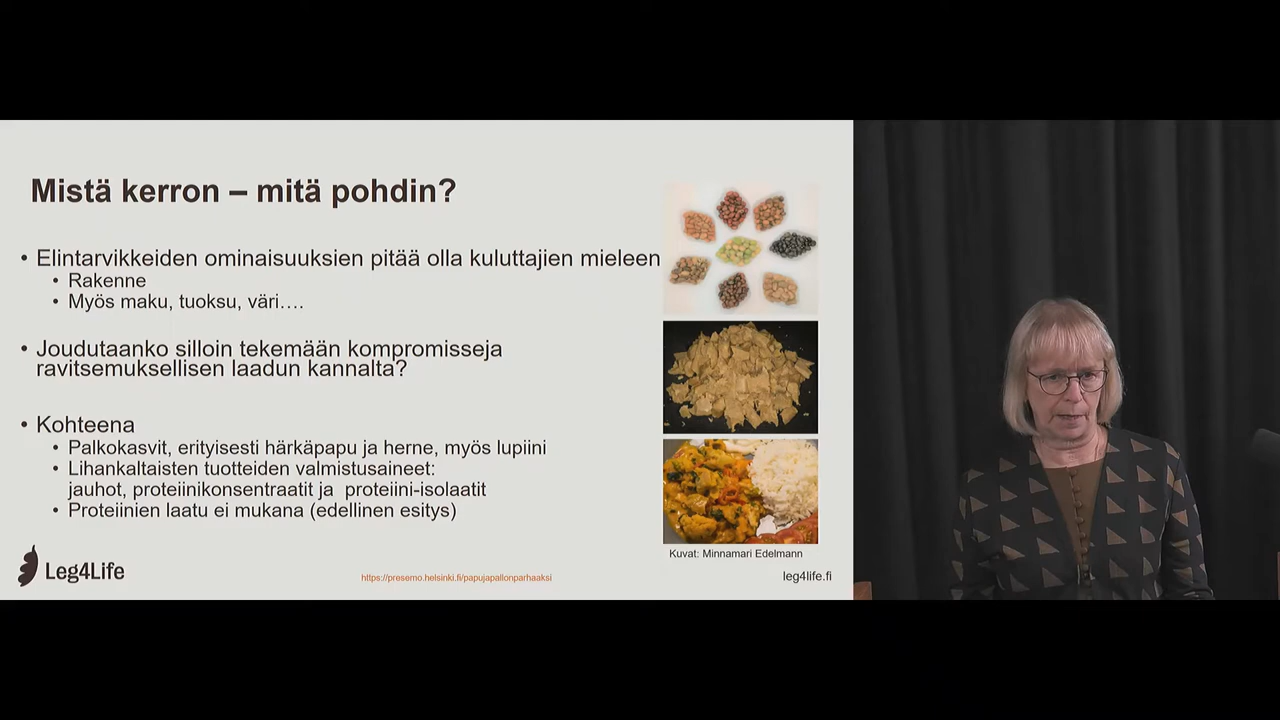 Mistä kerron – mitä pohdin?
• Elintarvikkeiden ominaisuuksien pitää olla kuluttajien mieleen
• Rakenne
• Myös maku, tuoksu, väri….
• Joudutaanko silloin tekemään kompromisseja
ravitsemuksellisen laadun kannalta?
• Kohteena
• Palkokasvit, erityisesti härkäpapu ja herne, myös lupiini
• Lihankaltaisten tuotteiden valmistusaineet:
jauhot, proteiinikonsentraatit ja proteiini-isolaatit
• Proteiinien laatu ei mukana (edellinen esitys)
Kuvat: Minnamari Edelmann
Leg4Life
https://presemo.helsinki.fi/papujapallonparhaaksi
leg4life.fi